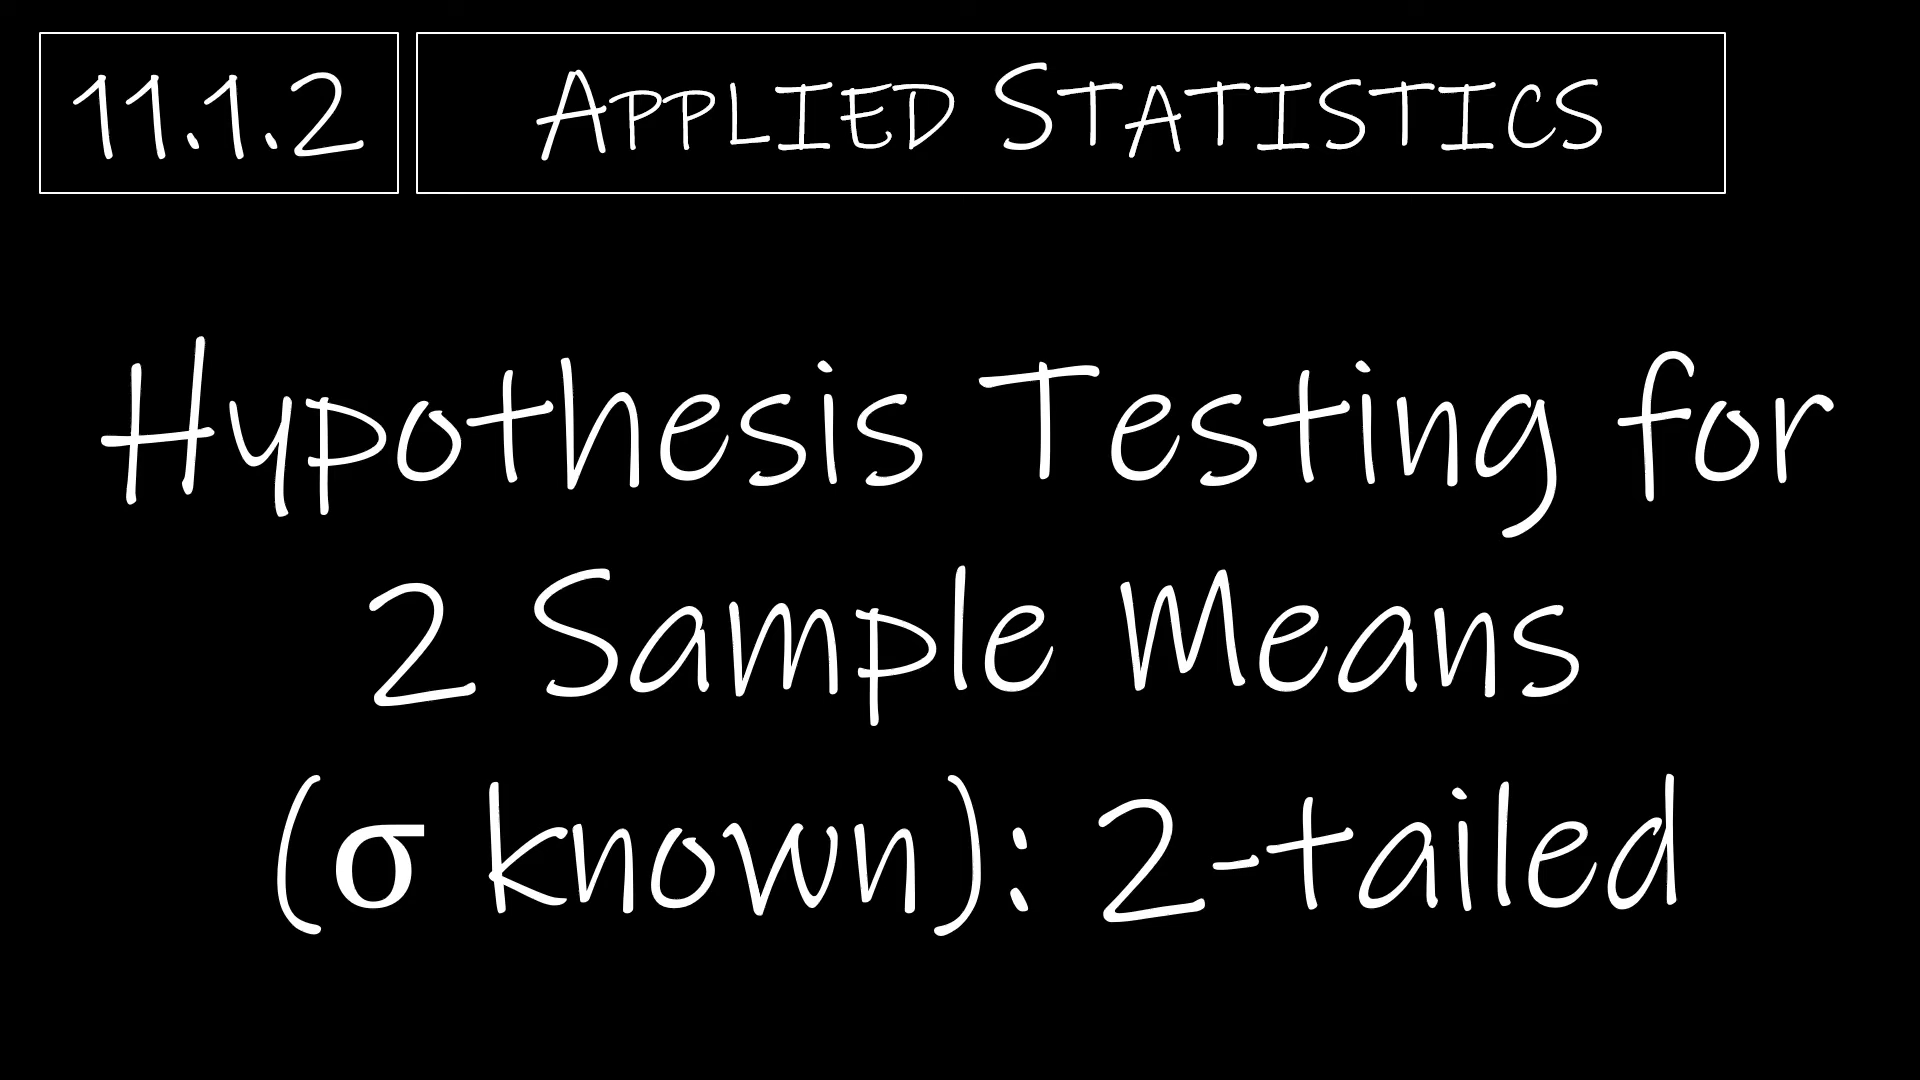 11.1.2
APPLIED STATISTICS
Hypothesis Testing for
2 Sample Means
(σ known): 2-tailed